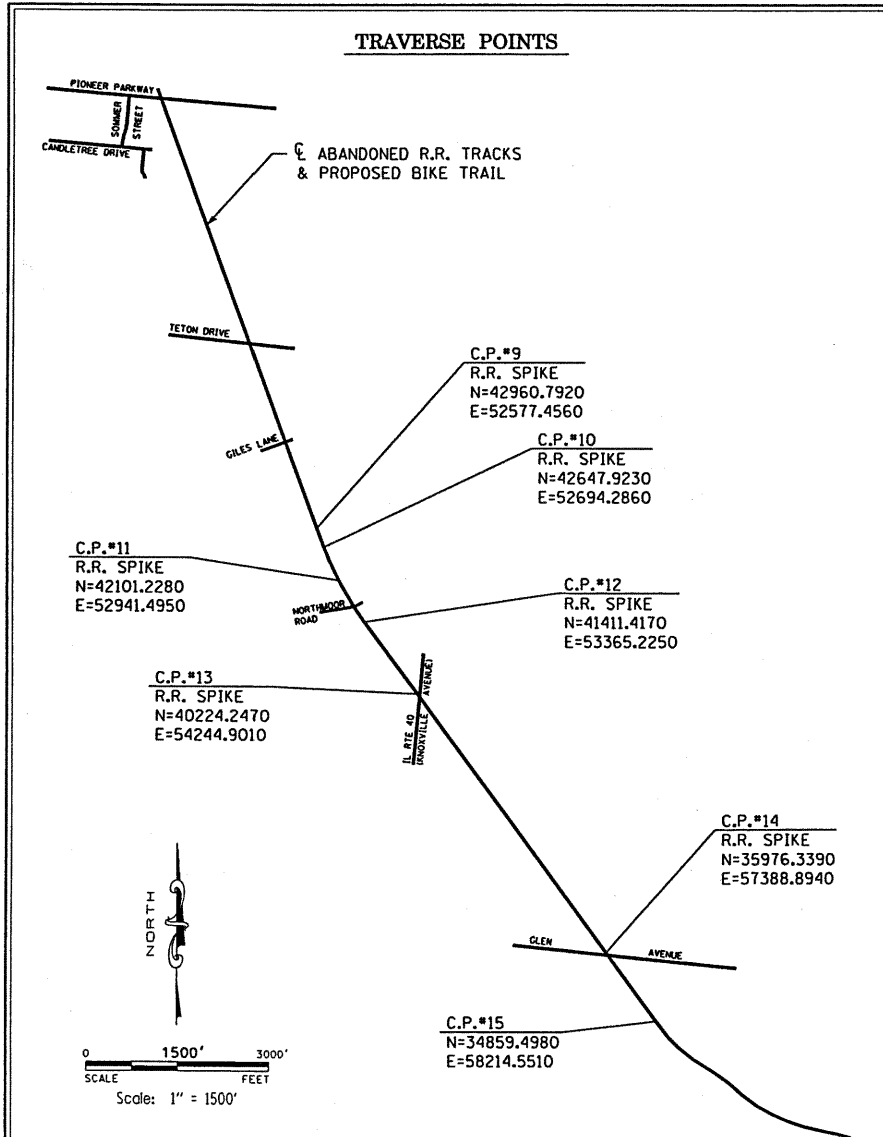 TRAVERSE POINTS
PIONEER PARKWAY
SOMMER
STREET
CANDLETREE DRIVE
℄ ABANDONED R.R. TRACKS
& PROPOSED BIKE TRAIL
TETON DRIVE
C.P.#9
R.R. SPIKE
N=42960.7920
E=52577.4560
GILES LANE
C.P.#10
R.R. SPIKE
N=42647.9230
E=52694.2860
C.P.#11
R.R. SPIKE
N=42101.2280
E=52941.4950
NORTHMOOR
ROAD
C.P.#12
R.R. SPIKE
N=41411.4170
E=53365.2250
C.P.#13
R.R. SPIKE
N=40224.2470
E=54244.9010
IL RTE 40
(KNOXVILLE
AVENUE)
C.P.#14
R.R. SPIKE
N=35976.3390
E=57388.8940
NORTH
GLEN AVENUE
C.P.#15
N=34859.4980
E=58214.5510
0 1500' 3000'
SCALE FEET
Scale: 1" = 1500'